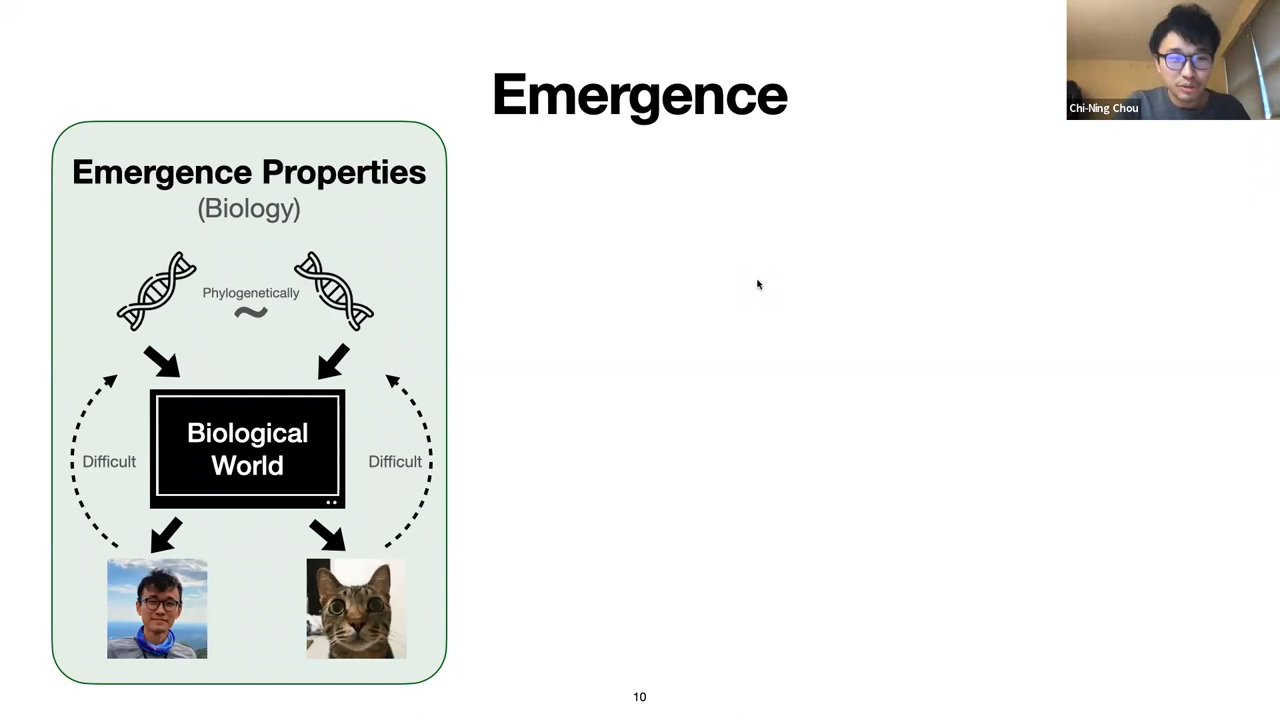 Emergence
Chi-Ning Chou
Emergence Properties
(Biology)
Phylogenetically
~
Biological
World
Difficult
Difficult
10